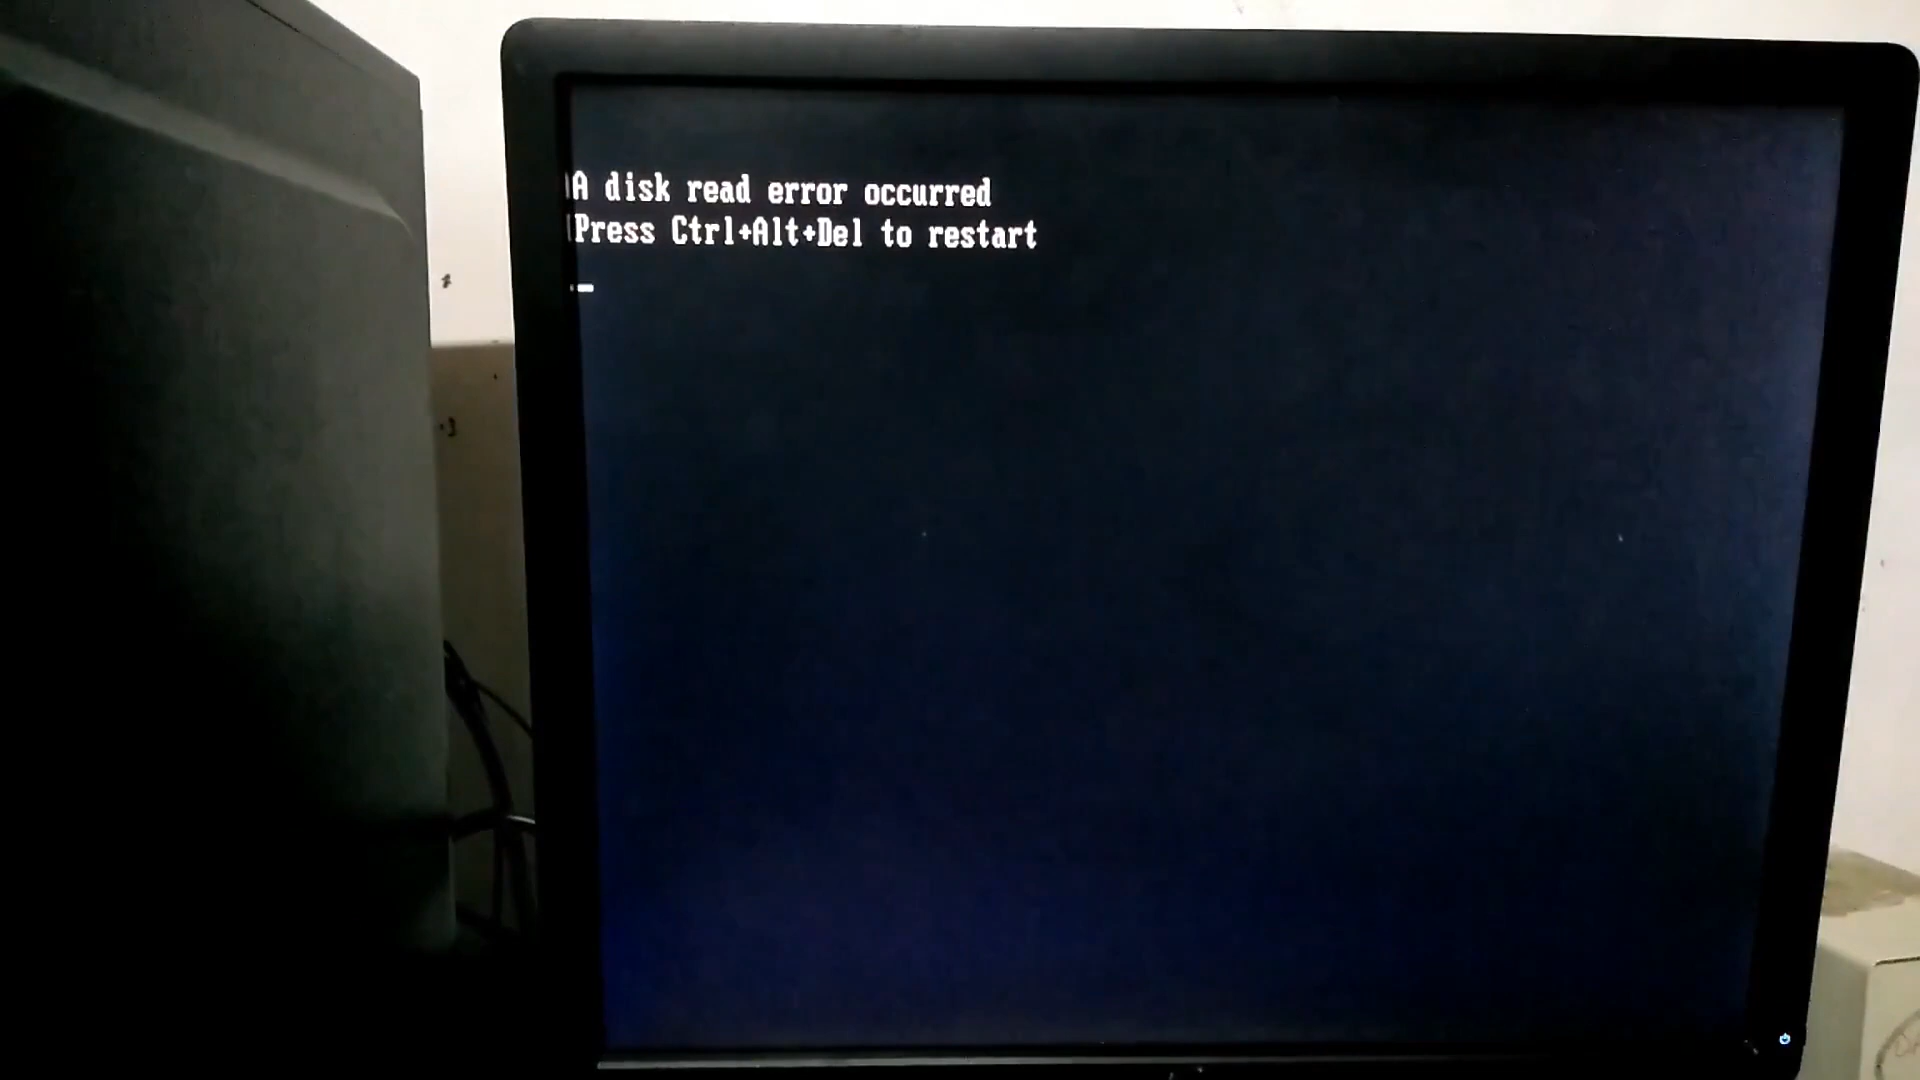 A disk read error occurred
Press Ctrl+Alt+Del to restart